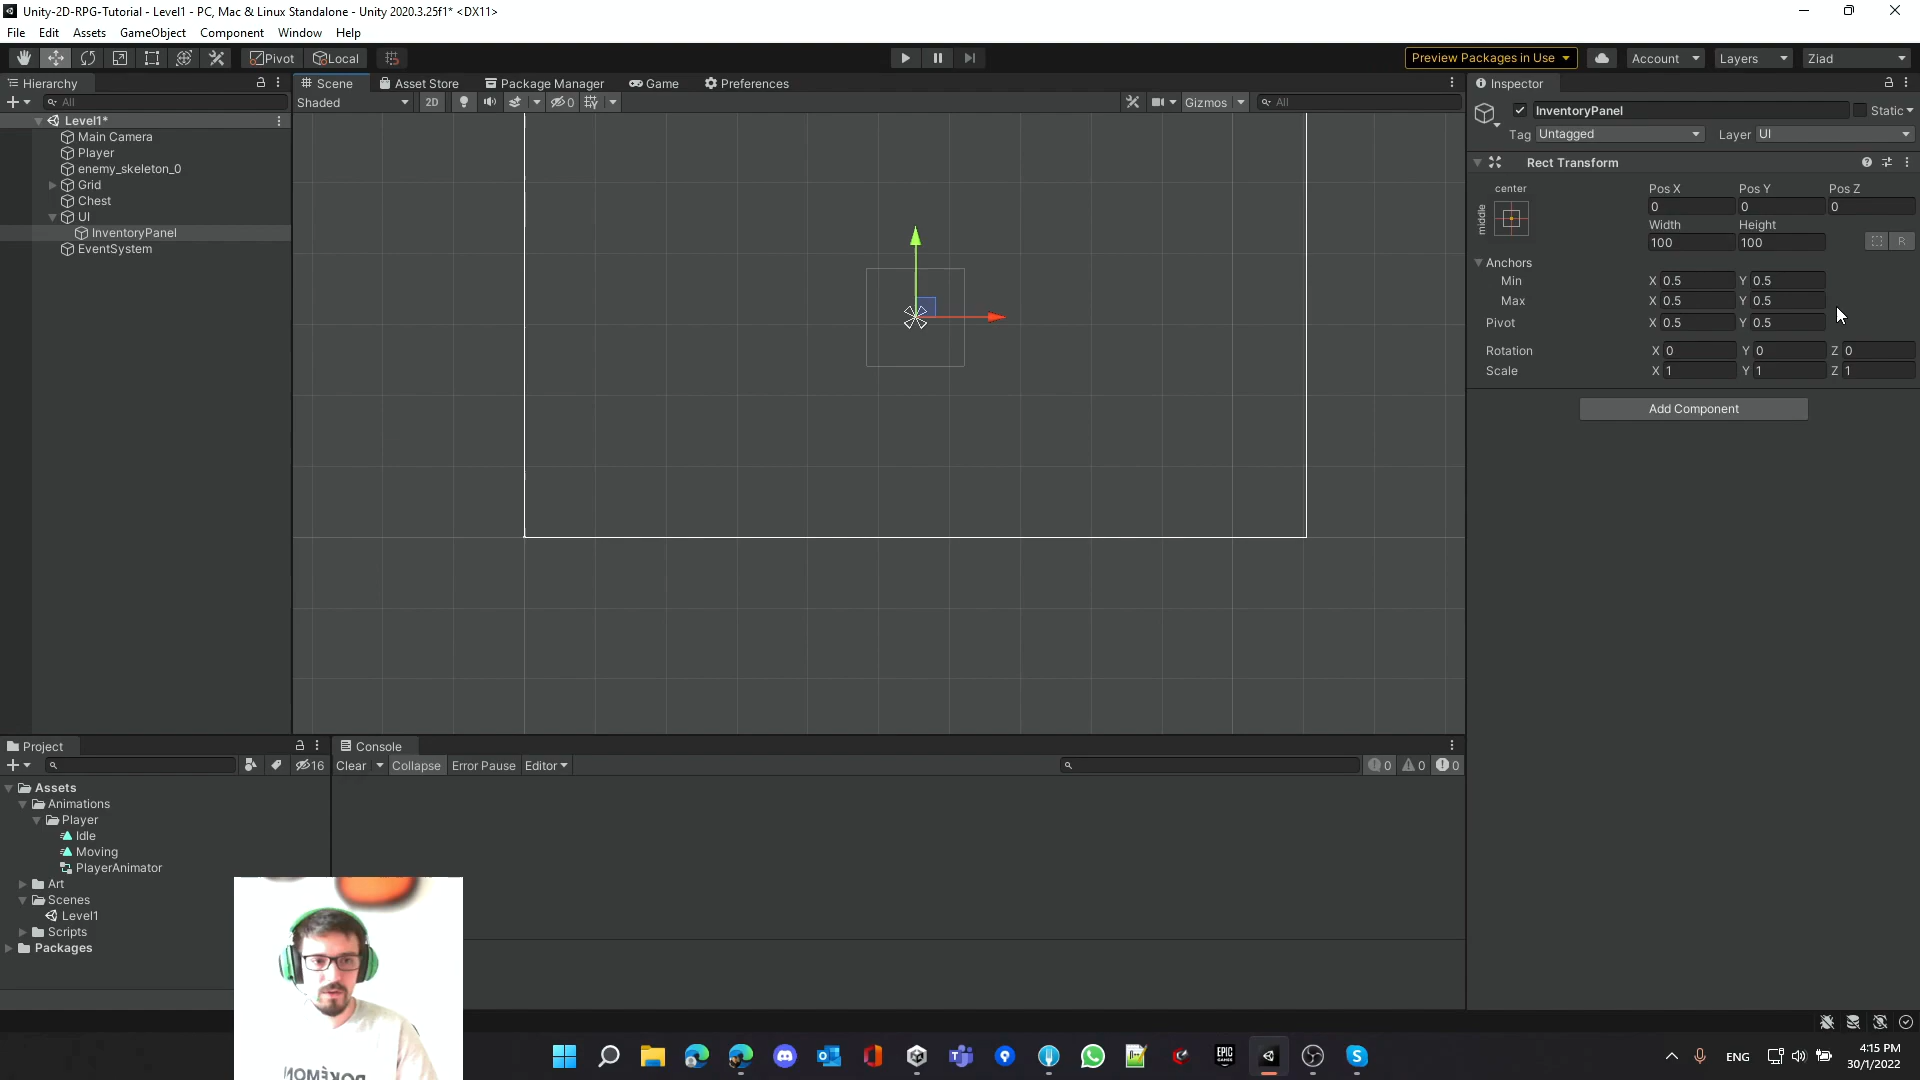 Unity-2D-RPG-Tutorial - Level1 - PC, Mac & Linux Standalone - Unity 2020.3.25f1* <DX11>
File Edit Assets GameObject Component Window Help
Pivot Local Preview Packages in Use Account Layers Ziad
Hierarchy Scene Asset Store Package Manager Game Preferences Inspector
All Shaded 2D 0 Gizmos All
InventoryPanel Static
Tag Untagged Layer UI
Level1*
Main Camera
Player
enemy_skeleton_0
Grid
Chest
UI
InventoryPanel
EventSystem
Rect Transform
center
middle
Pos X Pos Y Pos Z
0 0 0
Width Height
100 100 R
Anchors
Min X 0.5 Y 0.5
Max X 0.5 Y 0.5
Pivot X 0.5 Y 0.5
Rotation X 0 Y 0 Z 0
Scale X 1 Y 1 Z 1
Add Component
Project Console
16 Clear Collapse Error Pause Editor 0 0 0
Assets
Animations
Player
Idle
Moving
PlayerAnimator
Art
Scenes
Level1
Scripts
Packages
POKÉMON
EPIC
GAMES
ENG
4:15 PM
30/1/2022